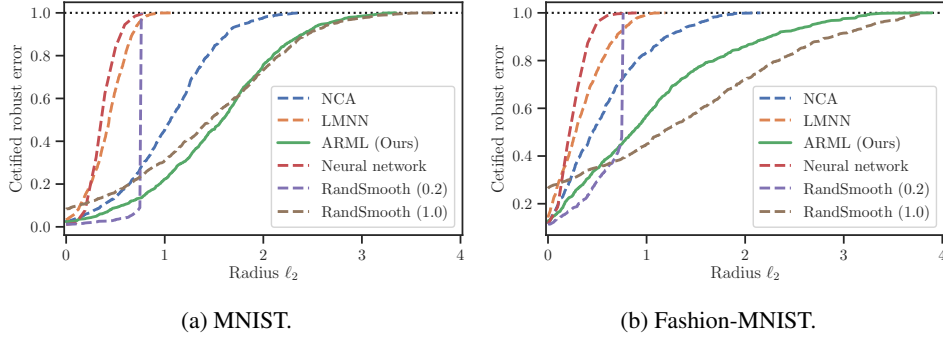 1.0
0.8
0.6
0.4
0.2
0.0
Cetified robust error
NCA
LMNN
ARML (Ours)
Neural network
RandSmooth (0.2)
RandSmooth (1.0)
0 1 2 3 4
Radius ℓ₂
(a) MNIST.
1.0
0.8
0.6
0.4
0.2
Cetified robust error
NCA
LMNN
ARML (Ours)
Neural network
RandSmooth (0.2)
RandSmooth (1.0)
0 1 2 3 4
Radius ℓ₂
(b) Fashion-MNIST.